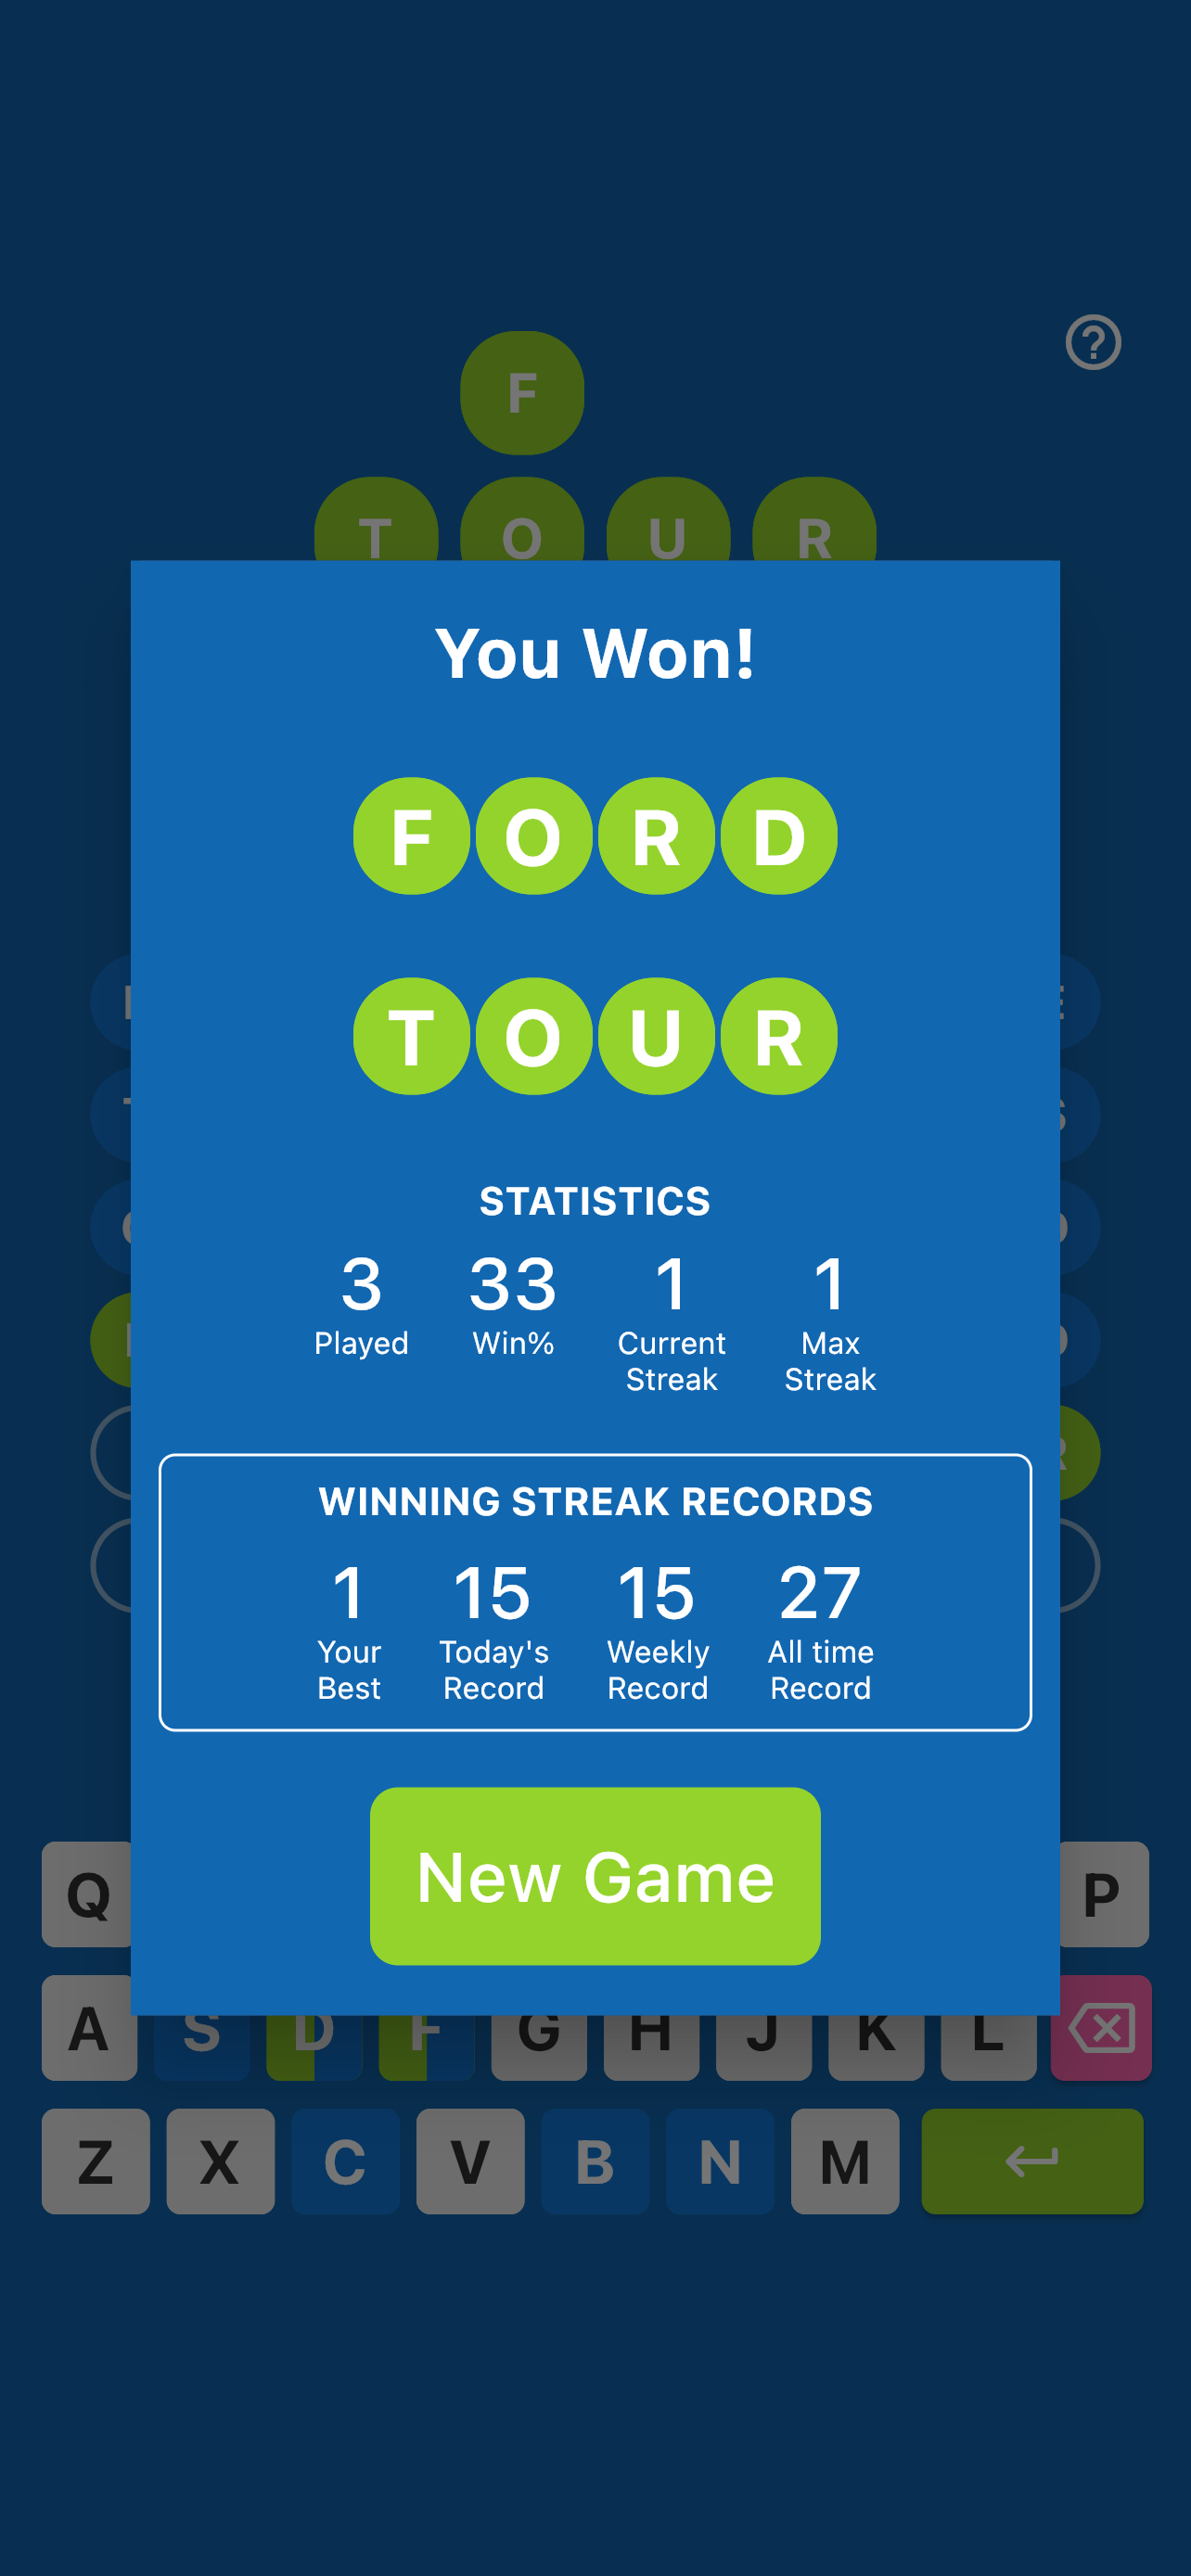 ?
F
T O U R
You Won!
F O R D
T O U R
STATISTICS
3 33 1 1
Played Win% Current Streak Max Streak
WINNING STREAK RECORDS
1 15 15 27
Your Best Today's Record Weekly Record All time Record
New Game
Q P
A S D F G H J K L
Z X C V B N M